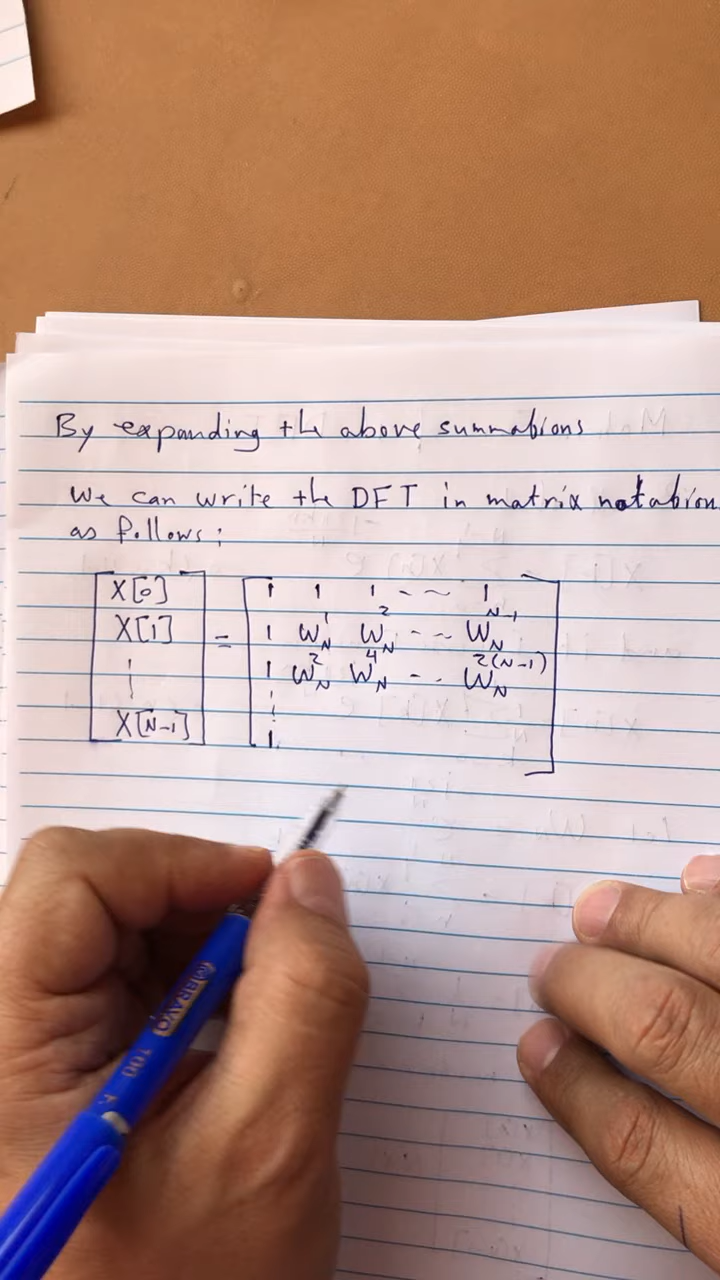 By expanding the above summations
We can write the DFT in matrix notation
as follows:
X[0] 1 1 1 - ~ ~ 1
X[1] = 1 W_N^1 W_N^2 - ~ W_N^{N-1}
| 1 W_N^2 W_N^4 - - . W_N^{2(N-1)}
X[N-1] 1
MBRAVO 100